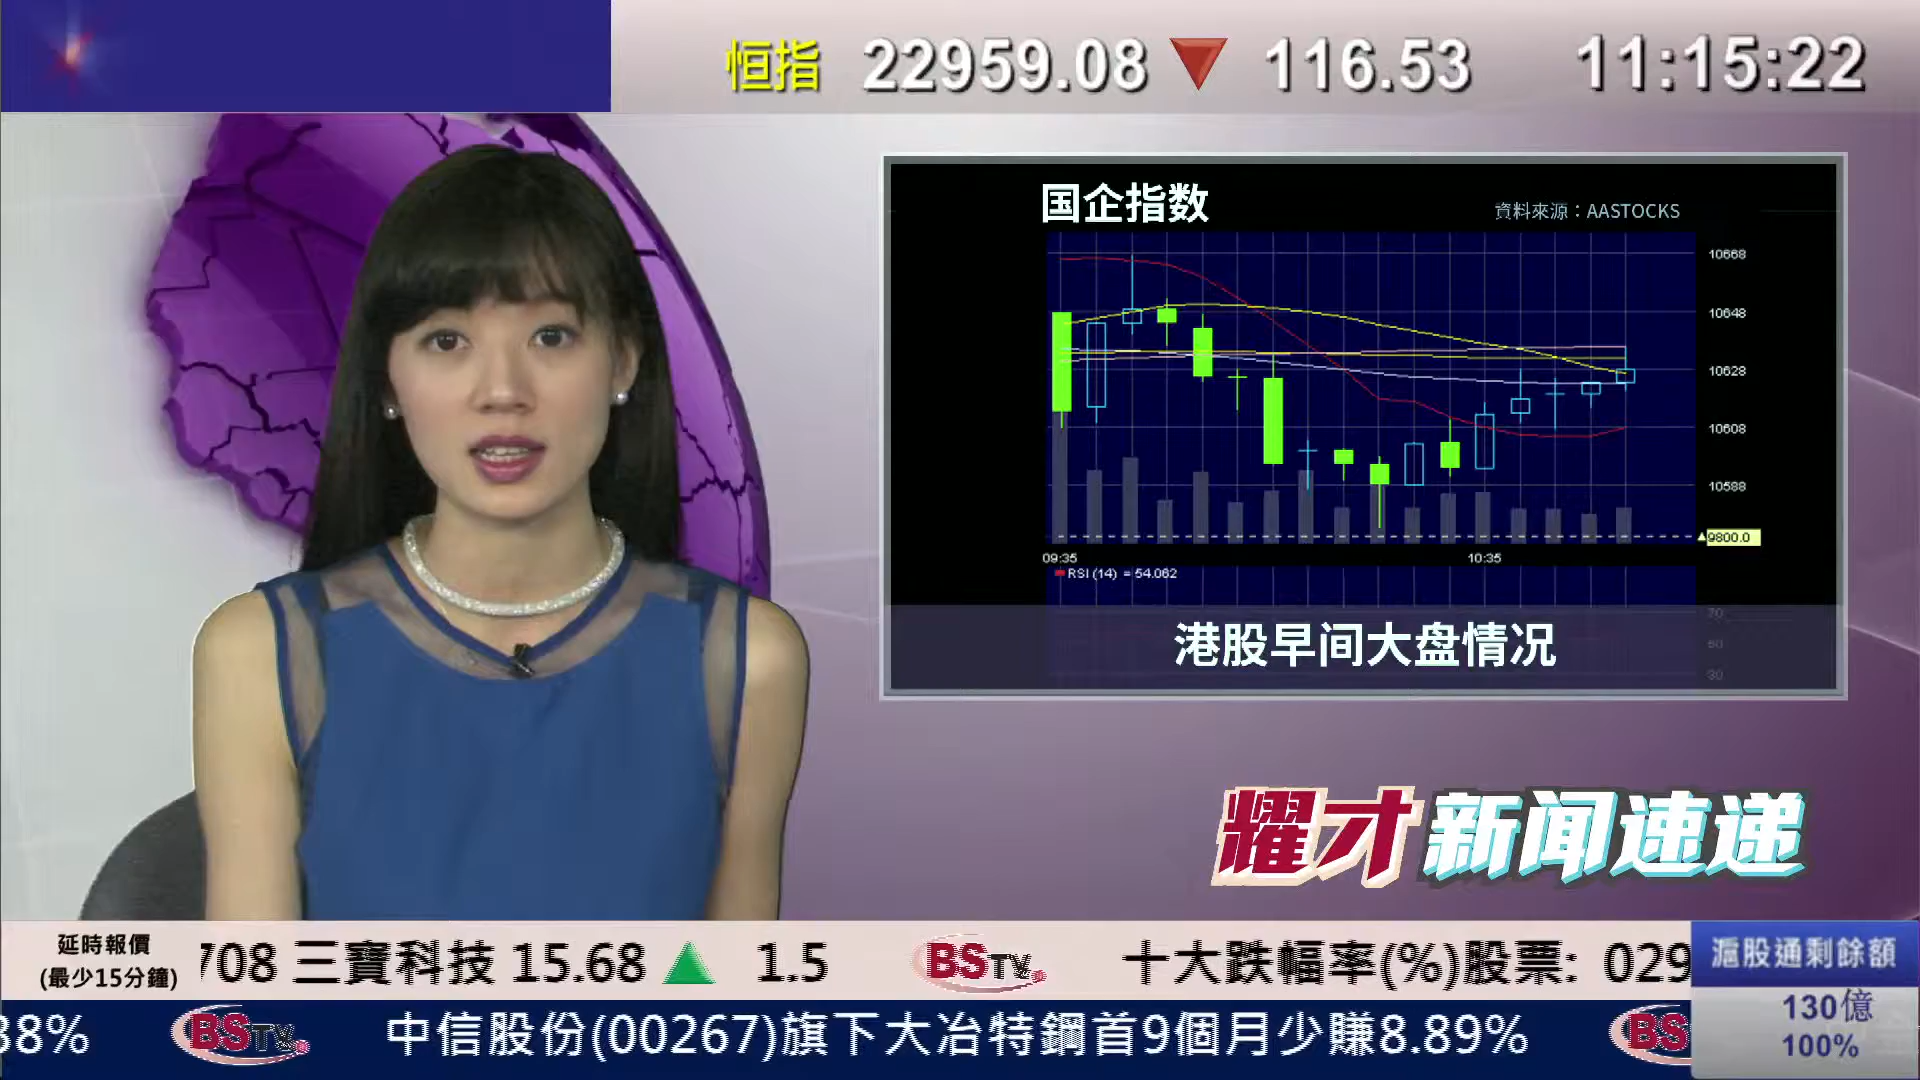 恒指 22959.08 ▼ 116.53 11:15:22
国企指数
資料來源：AASTOCKS
10668
10648
10628
10608
10588
9800.0
09:35 10:35
RSI (14) = 54.062
70
50
30
港股早间大盘情况
耀才新闻速递
延時報價
(最少15分鐘)
708 三寶科技 15.68 ▲ 1.5 BSTV 十大跌幅率(%)股票: 029
滬股通剩餘額
130億
100%
38% BSTV 中信股份(00267)旗下大冶特鋼首9個月少賺8.89% BS